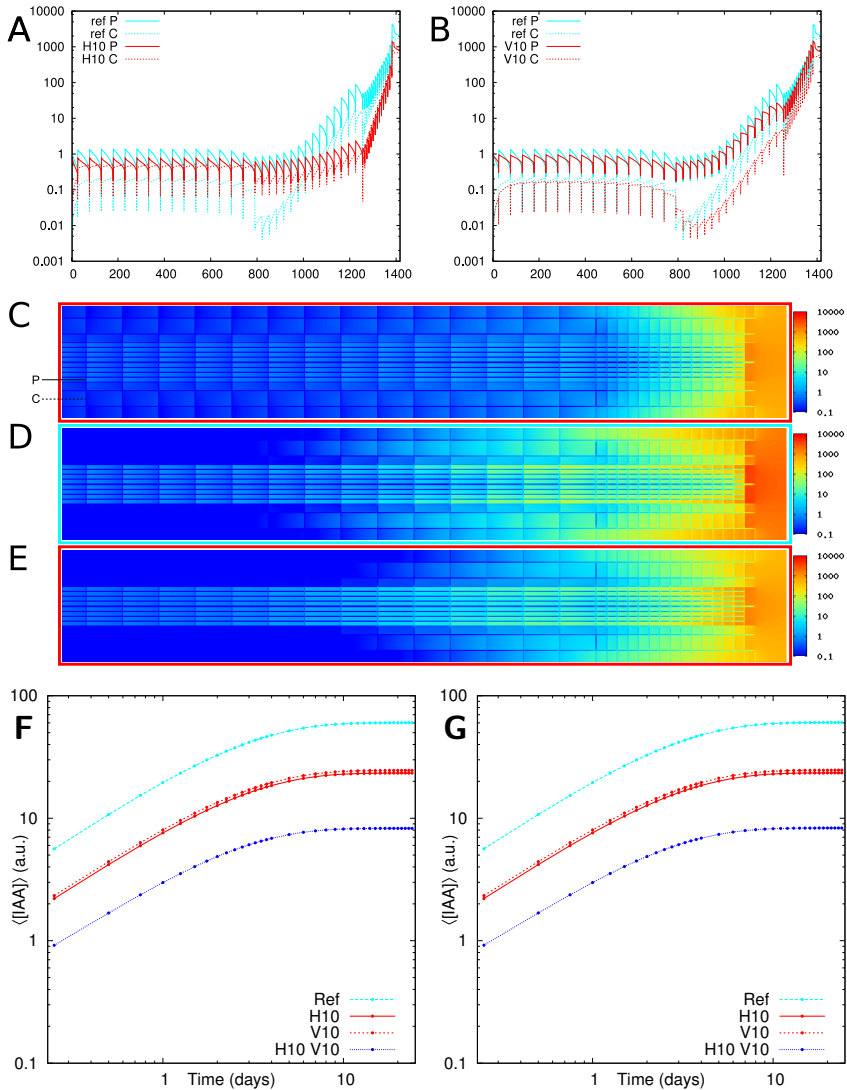 A
ref P
ref C
H10 P
H10 C
10000
1000
100
10
1
0.1
0.01
0.001
0 200 400 600 800 1000 1200 1400
B
ref P
ref C
V10 P
V10 C
10000
1000
100
10
1
0.1
0.01
0.001
0 200 400 600 800 1000 1200 1400
C
P
C
10000
1000
100
10
1
0.1
D
10000
1000
100
10
1
0.1
E
10000
1000
100
10
1
0.1
F
100
10
1
0.1
⟨[IAA]⟩ (a.u.)
Ref
H10
V10
H10 V10
1 10
Time (days)
G
100
10
1
0.1
⟨[IAA]⟩ (a.u.)
Ref
H10
V10
H10 V10
1 10
Time (days)